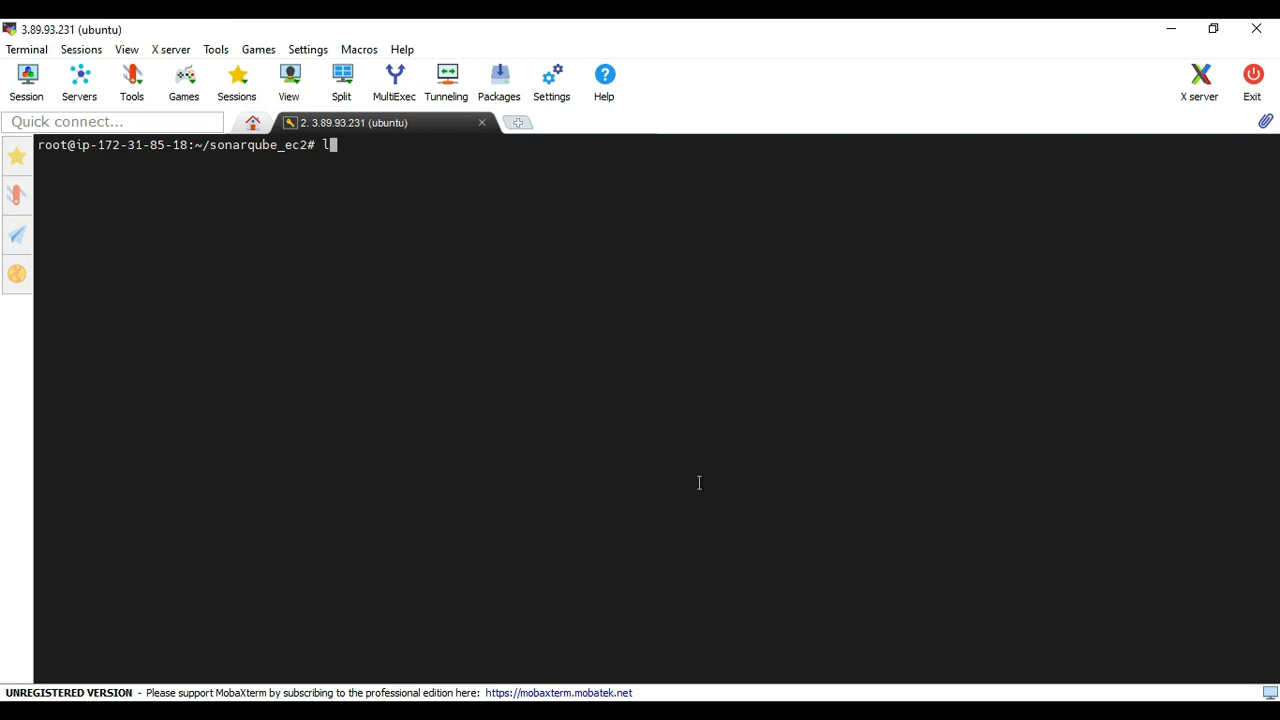 3.89.93.231 (ubuntu)
Terminal Sessions View X server Tools Games Settings Macros Help
Session Servers Tools Games Sessions View Split MultiExec Tunneling Packages Settings Help X server Exit
Quick connect... 2. 3.89.93.231 (ubuntu)
root@ip-172-31-85-18:~/sonarqube_ec2# l
UNREGISTERED VERSION - Please support MobaXterm by subscribing to the professional edition here: https://mobaxterm.mobatek.net